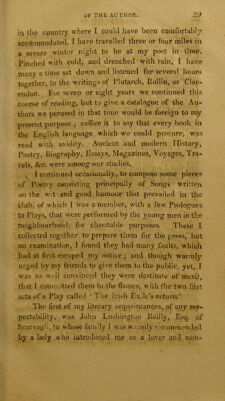 OF THE AUTHOR. 29
in the country where I could have been comfortably
accommodated, I have travelled three or four miles in
a severe winter night to be at my post in time.
Pinched with cold, and drenched with rain, I have
many a time sat down and listened for several hours
together, to the writings of Plutarch, Rollin, or Clar-
endon. For seven or eight years we continued this
course of reading, but to give a catalogue of the Au-
thors we perused in that time would be foreign to my
present purpose; suffice it to say that every book in
the English language which we could procure, was
read with avidity. Ancient and modern History,
Poetry, Biography, Essays, Magazines, Voyages, Tra-
vels, &c. were among our studies.
I continued occasionally, to compose some pieces
of Poetry consisting principally of Songs written
on the wit and good humour that prevailed in the
club, of which I was a member, with a few Prologues
to Plays, that were performed by the young men in the
neighbourhood, for charitable purposes. These I
collected together to prepare them for the press, but
on examination, I found they had many faults, which
had at first escaped my notice; and though warmly
urged by my friends to give them to the public, yet, I
was so well convinced they were destitute of merit,
that I committed them to the flames, with the two first
acts of a Play called 'The Irish Exile's return.'
The first of my literary acquaintances, of any res-
pectability, was John Lushington Reilly, Esq. of
Scarvagh, to whose family I was warmly recommended
by a lady who introduced me as a lover and com-